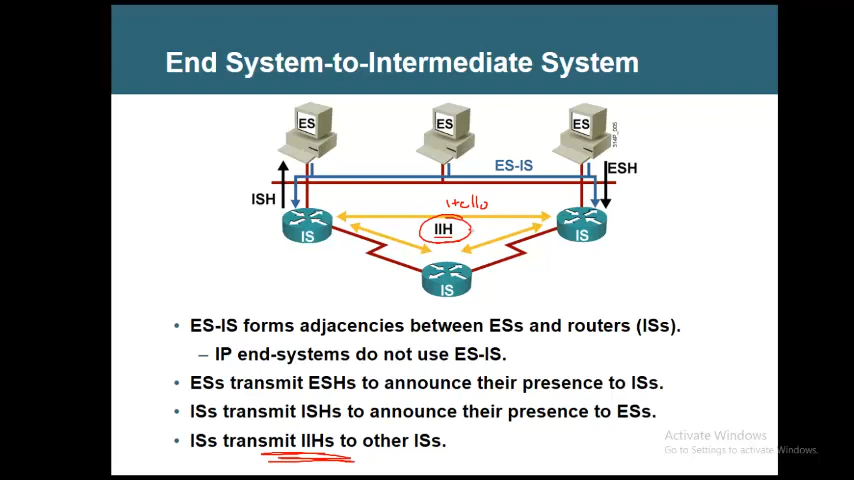 End System-to-Intermediate System
ES ES ES
514P_005
ES-IS ESH
ISH
Hello
IIH
IS IS
IS
• ES-IS forms adjacencies between ESs and routers (ISs).
– IP end-systems do not use ES-IS.
• ESs transmit ESHs to announce their presence to ISs.
• ISs transmit ISHs to announce their presence to ESs.
• ISs transmit IIHs to other ISs.
Activate Windows
Go to Settings to activate Windows.